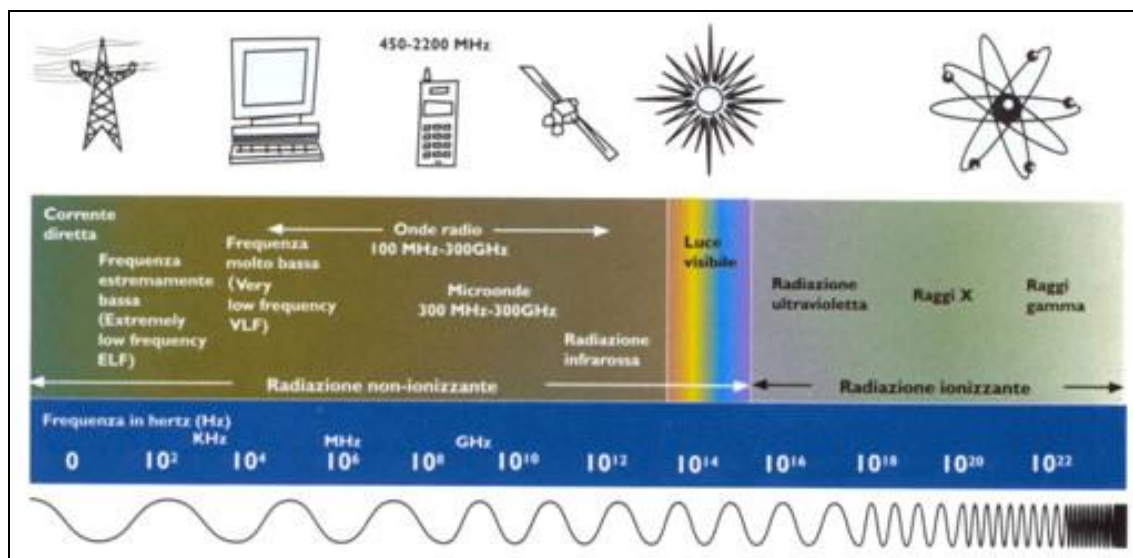 450-2200 MHz
Corrente
diretta
Frequenza
estremamente
bassa
(Extremely
low frequency
ELF)
Frequenza
molto bassa
(Very
low frequency
VLF)
Onde radio
100 MHz-300GHz
Microonde
300 MHz-300GHz
Radiazione
infrarossa
Luce
visibile
Radiazione
ultravioletta
Raggi X
Raggi
gamma
Radiazione non-ionizzante
Radiazione ionizzante
Frequenza in hertz (Hz)
KHz MHz GHz
0 10² 10⁴ 10⁶ 10⁸ 10¹⁰ 10¹² 10¹⁴ 10¹⁶ 10¹⁸ 10²⁰ 10²²